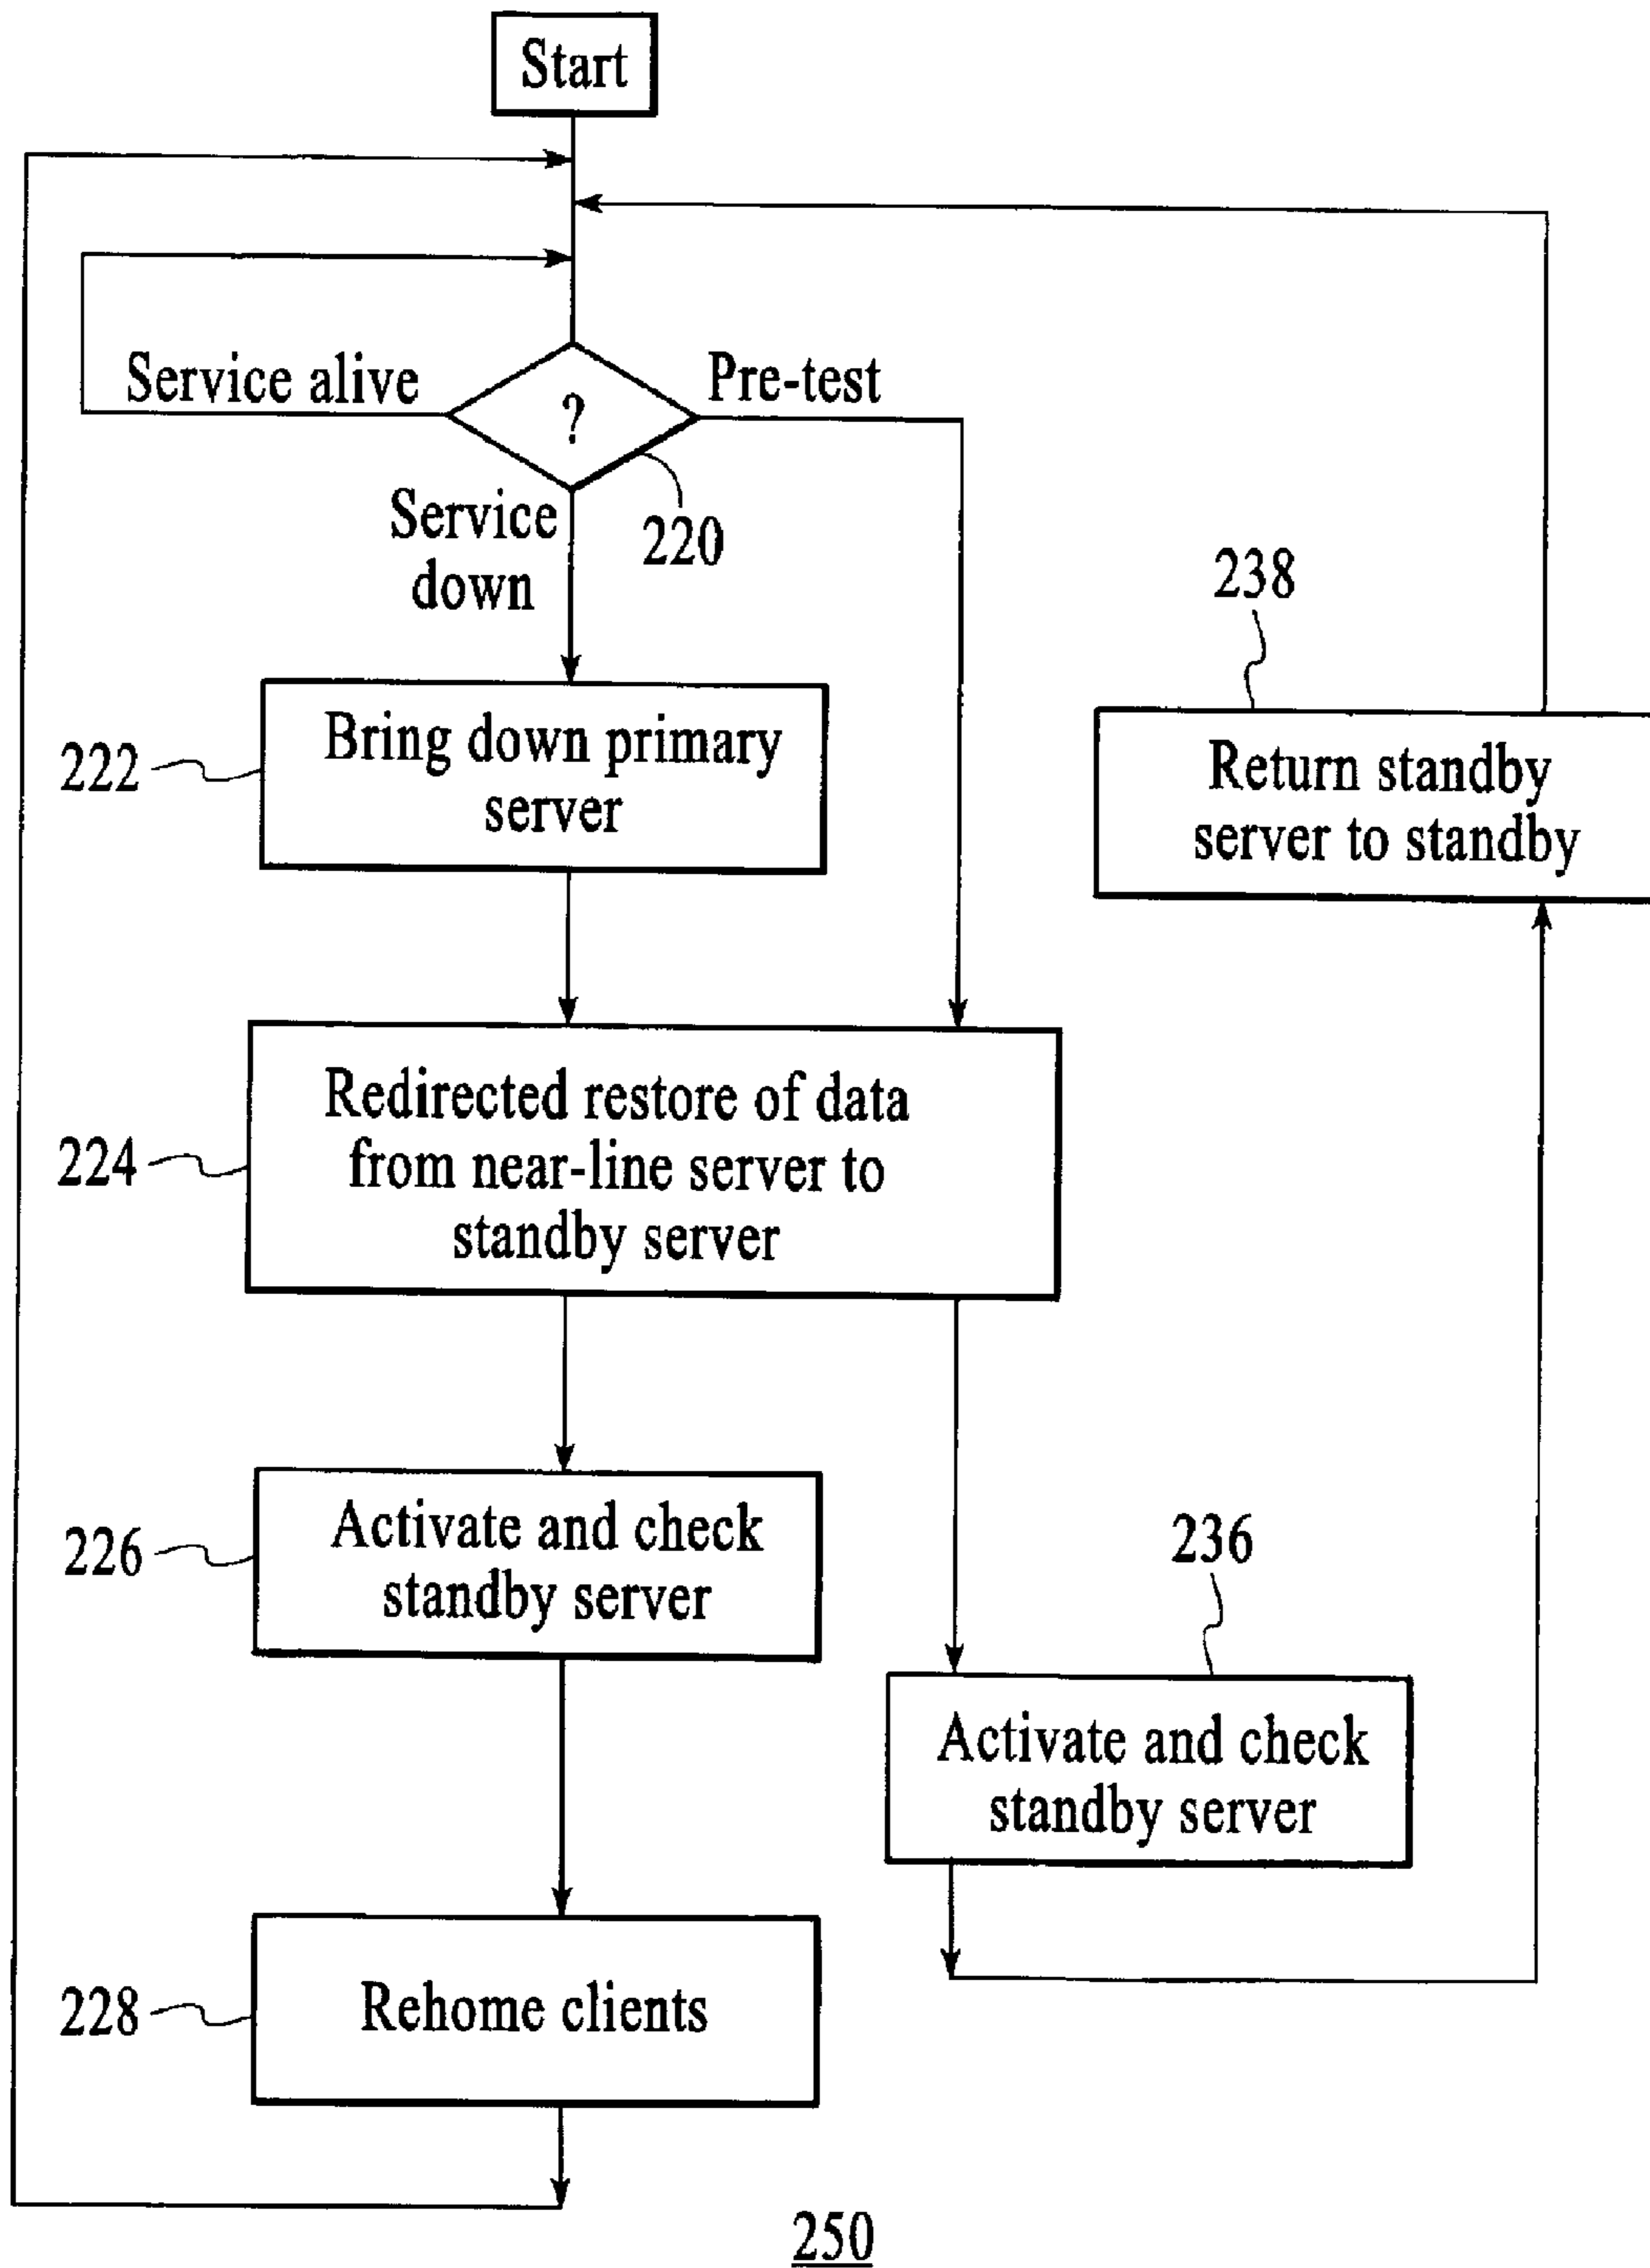 Start
Service alive
?
Pre-test
Service
down
220
222
Bring down primary
server
238
Return standby
server to standby
224
Redirected restore of data
from near-line server to
standby server
226
Activate and check
standby server
236
Activate and check
standby server
228
Rehome clients
250